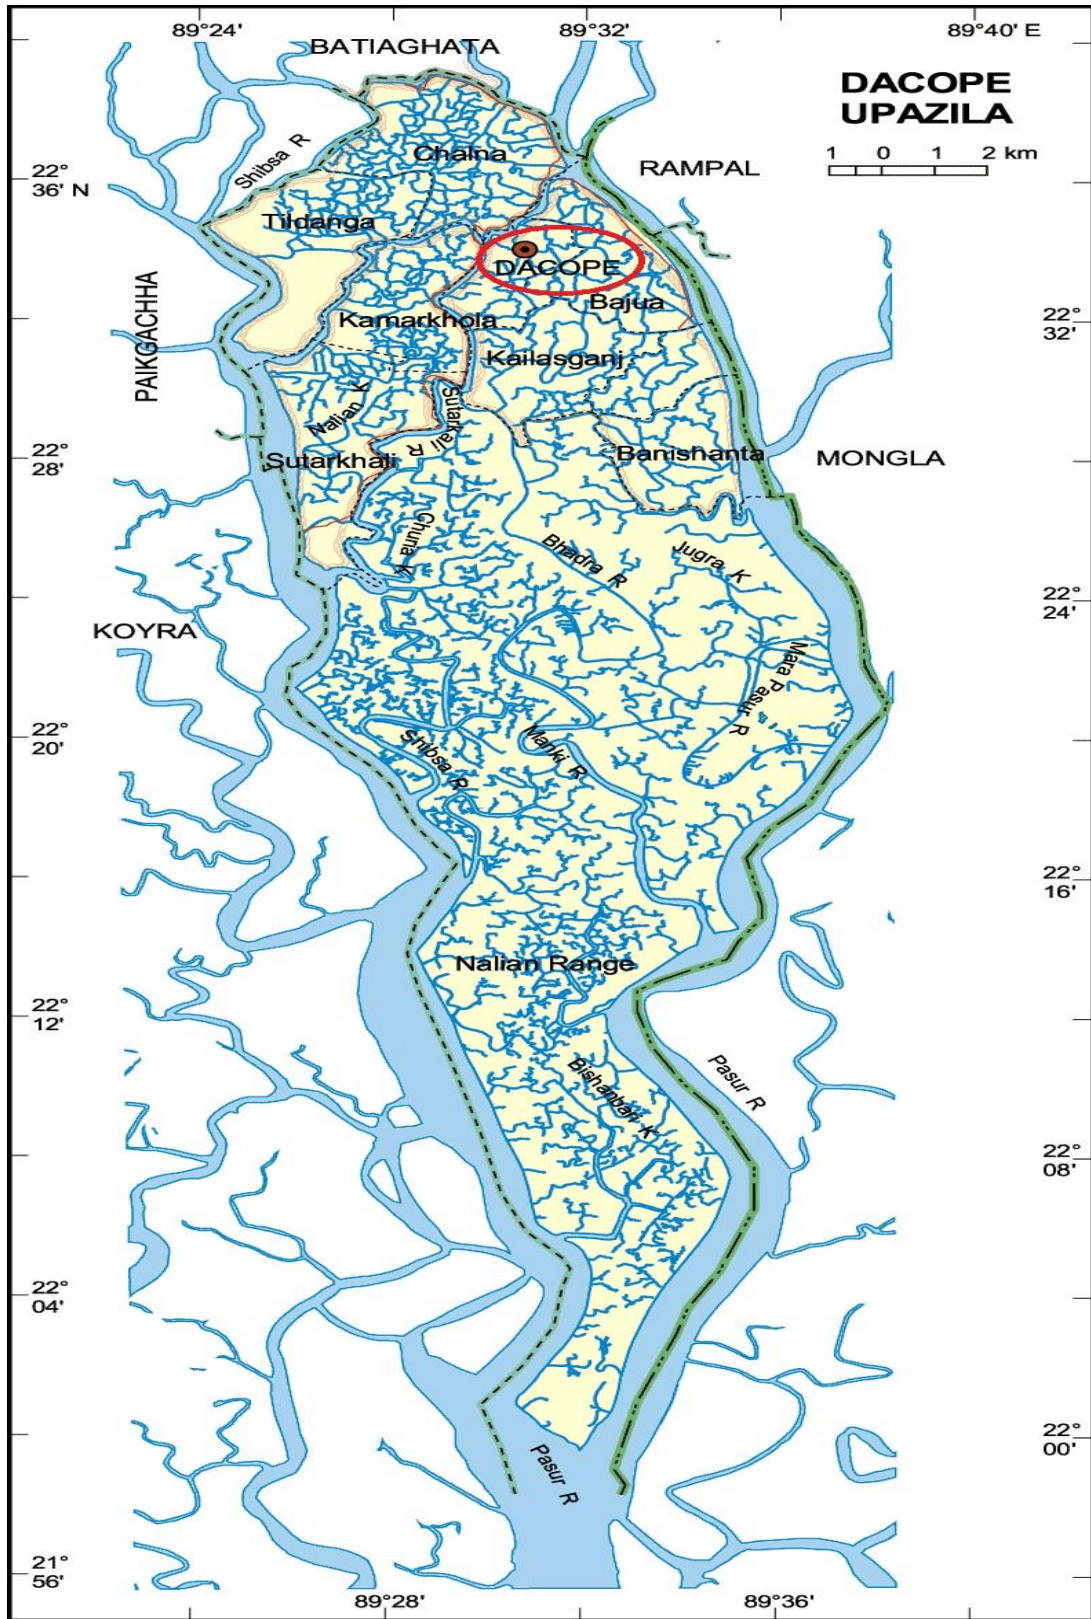 89°24'
89°32'
89°40' E
BATIAGHATA
DACOPE
UPAZILA
1 0 1 2 km
Shibsa R
Chalna
RAMPAL
22°
36' N
Tildanga
DACOPE
Bajua
PAIKGACHHA
Kamarkhola
22°
32'
Kailasganj
Nalian K
Sutarkali R
22°
28'
Sutarkhali
Banishanta
MONGLA
Chuna K
Bhadra R
Jugra K
22°
24'
KOYRA
Mara Pasur R
22°
20'
Shibsa R
Manki R
22°
16'
Nalian Range
22°
12'
Bishanbari K
Pasur R
22°
08'
22°
04'
22°
00'
Pasur R
21°
56'
89°28'
89°36'